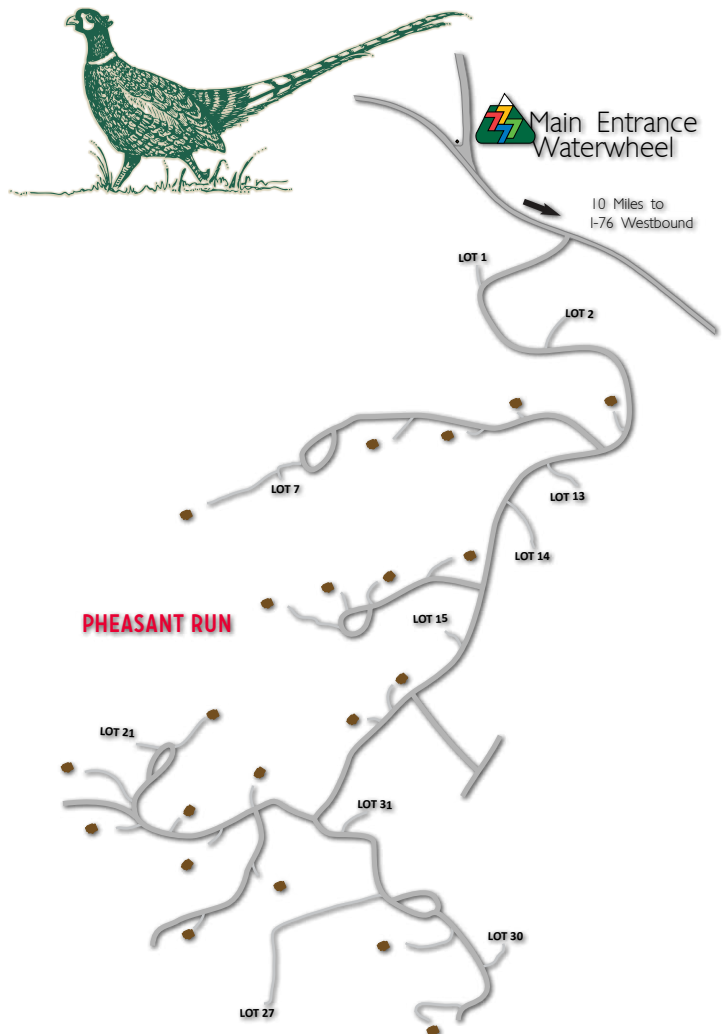 Main Entrance
Waterwheel
10 Miles to
I-76 Westbound
LOT 1
LOT 2
LOT 7
LOT 13
LOT 14
PHEASANT RUN
LOT 15
LOT 21
LOT 31
LOT 30
LOT 27